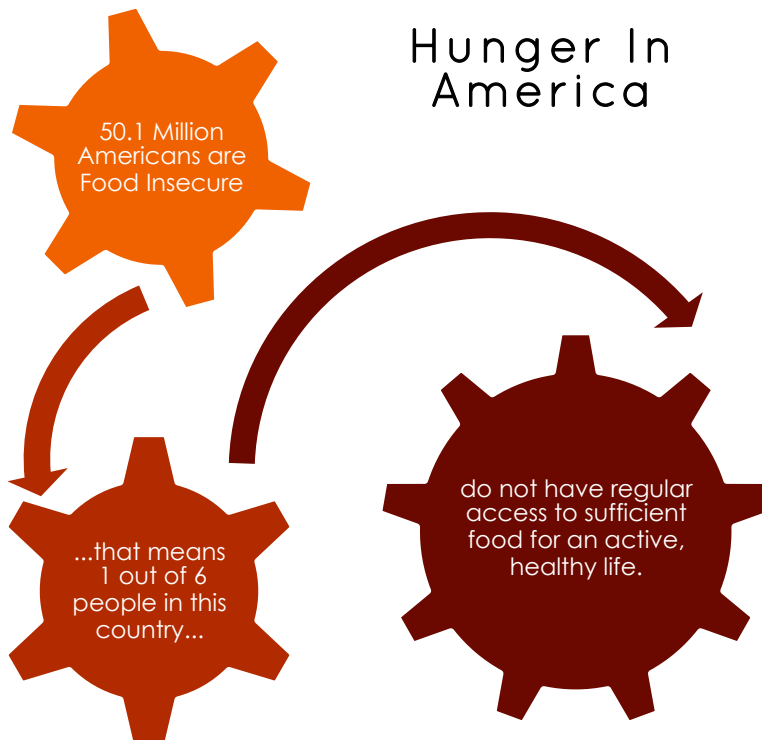 Hunger In
America
50.1 Million
Americans are
Food Insecure
...that means
1 out of 6
people in this
country...
do not have regular
access to sufficient
food for an active,
healthy life.